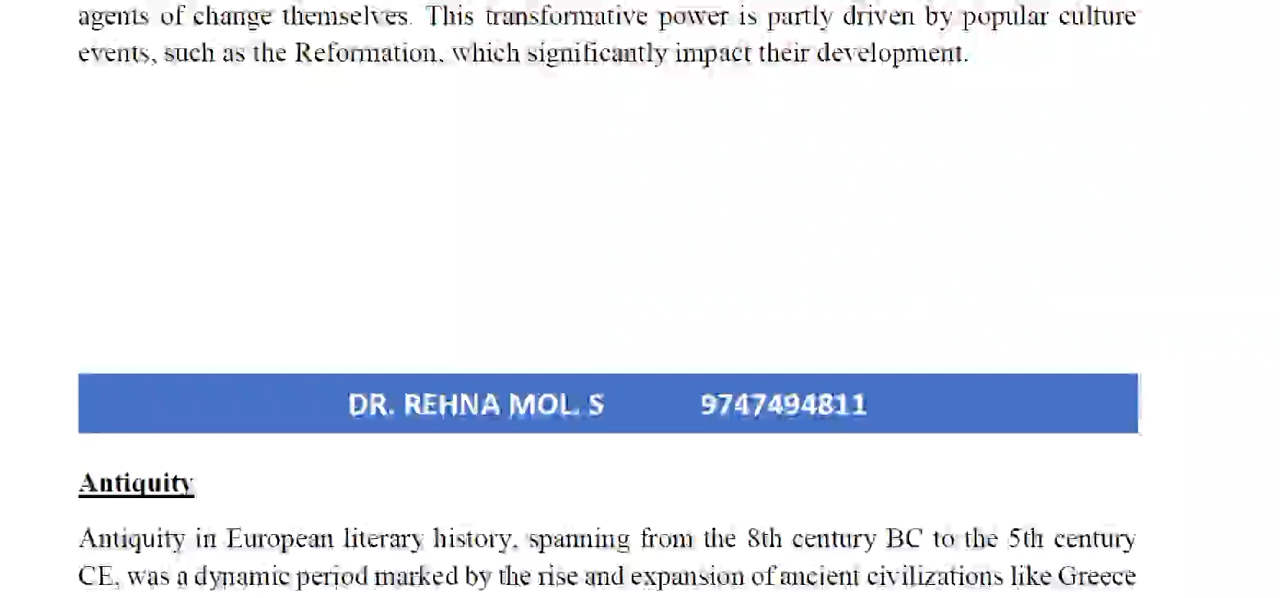 agents of change themselves. This transformative power is partly driven by popular culture
events, such as the Reformation, which significantly impact their development.
DR. REHNA MOL. S 9747494811
Antiquity
Antiquity in European literary history, spanning from the 8th century BC to the 5th century
CE, was a dynamic period marked by the rise and expansion of ancient civilizations like Greece